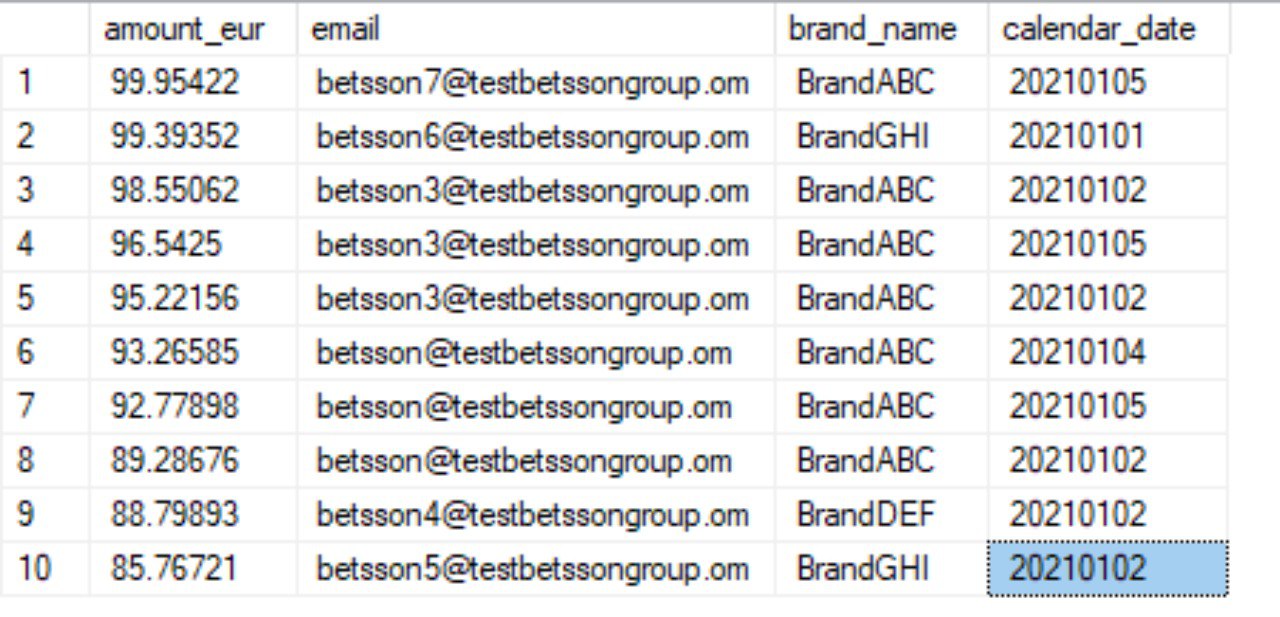 amount_eur email brand_name calendar_date
1 99.95422 betsson7@testbetssongroup.om BrandABC 20210105
2 99.39352 betsson6@testbetssongroup.om BrandGHI 20210101
3 98.55062 betsson3@testbetssongroup.om BrandABC 20210102
4 96.5425 betsson3@testbetssongroup.om BrandABC 20210105
5 95.22156 betsson3@testbetssongroup.om BrandABC 20210102
6 93.26585 betsson@testbetssongroup.om BrandABC 20210104
7 92.77898 betsson@testbetssongroup.om BrandABC 20210105
8 89.28676 betsson@testbetssongroup.om BrandABC 20210102
9 88.79893 betsson4@testbetssongroup.om BrandDEF 20210102
10 85.76721 betsson5@testbetssongroup.om BrandGHI 20210102